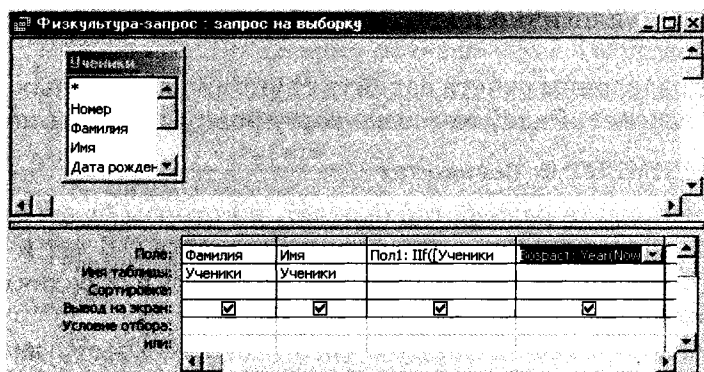 Физкультура-запрос : запрос на выборку
Ученики
*
Номер
Фамилия
Имя
Дата рожден
Поле: Фамилия Имя Пол1: IIf([Ученики Возраст: Year(Now
Имя таблицы: Ученики Ученики
Сортировка:
Вывод на экран:
Условие отбора:
или: